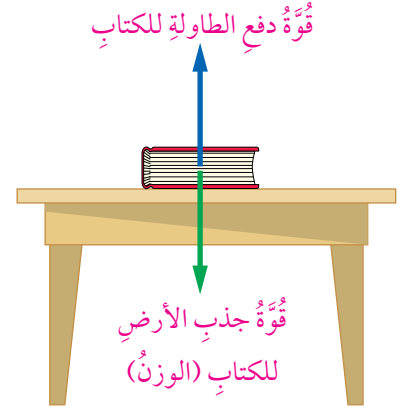 قُوَّةُ دفعِ الطاولةِ للكتابِ
قُوَّةُ جذبِ الأرضِ
للكتابِ (الوزنُ)